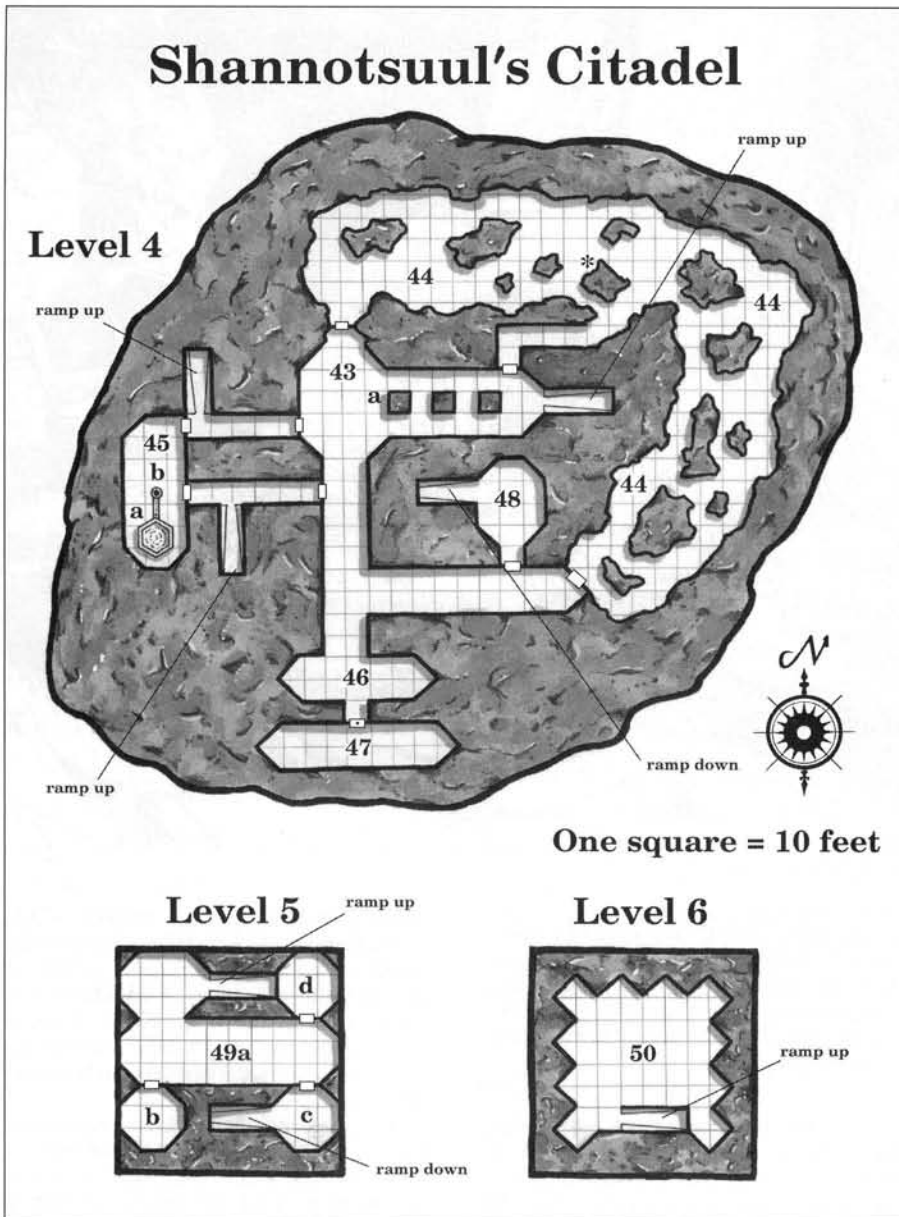 Shannotsuul's Citadel
ramp up
Level 4
44
*
44
ramp up
43
a
45
b
a
48
44
46
47
N
ramp down
ramp up
One square = 10 feet
Level 5
ramp up
d
49a
b
c
ramp down
Level 6
50
ramp up